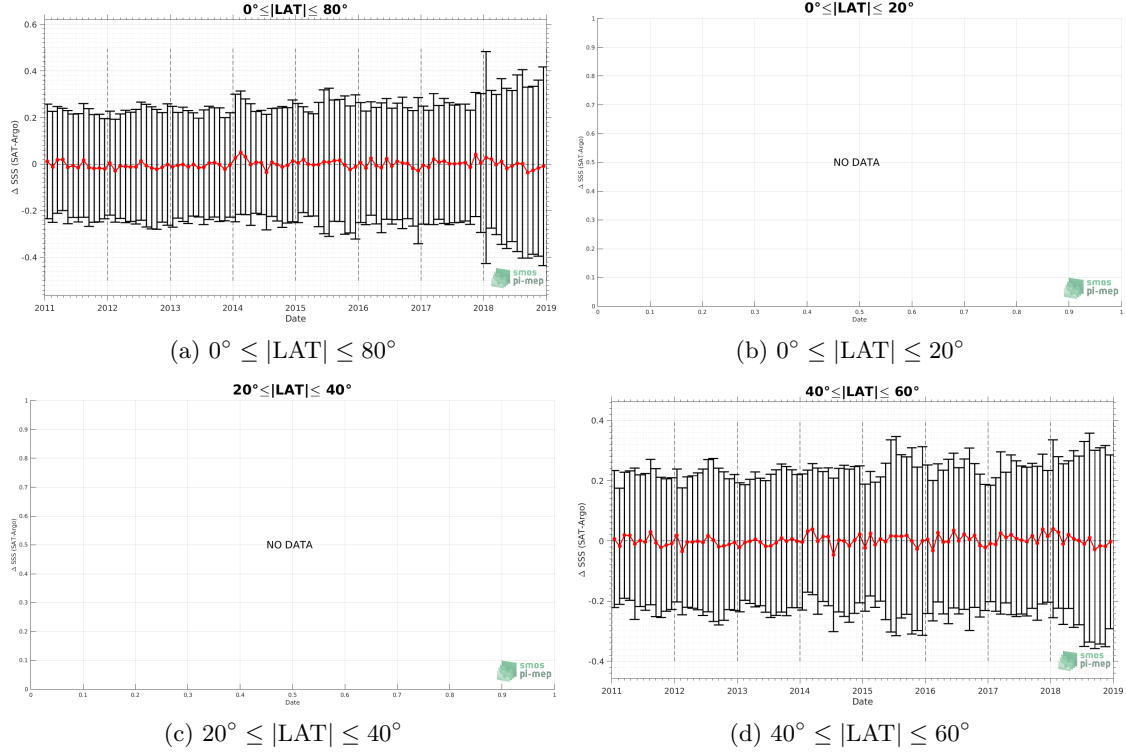 0°≤|LAT|≤ 80°
0.6
0.4
0.2
0
-0.2
-0.4
Δ SSS (SAT-Argo)
2011 2012 2013 2014 2015 2016 2017 2018 2019
Date
smos
pi-mep
(a) 0° ≤ |LAT| ≤ 80°
0°≤|LAT|≤ 20°
1
0.9
0.8
0.7
0.6
0.5
0.4
0.3
0.2
0.1
0
Δ SSS (SAT-Argo)
NO DATA
0 0.1 0.2 0.3 0.4 0.5 0.6 0.7 0.8 0.9 1
Date
smos
pi-mep
(b) 0° ≤ |LAT| ≤ 20°
20°≤|LAT|≤ 40°
1
0.9
0.8
0.7
0.6
0.5
0.4
0.3
0.2
0.1
0
Δ SSS (SAT-Argo)
NO DATA
0 0.1 0.2 0.3 0.4 0.5 0.6 0.7 0.8 0.9 1
Date
smos
pi-mep
(c) 20° ≤ |LAT| ≤ 40°
40°≤|LAT|≤ 60°
0.4
0.2
0
-0.2
-0.4
Δ SSS (SAT-Argo)
2011 2012 2013 2014 2015 2016 2017 2018 2019
Date
smos
pi-mep
(d) 40° ≤ |LAT| ≤ 60°